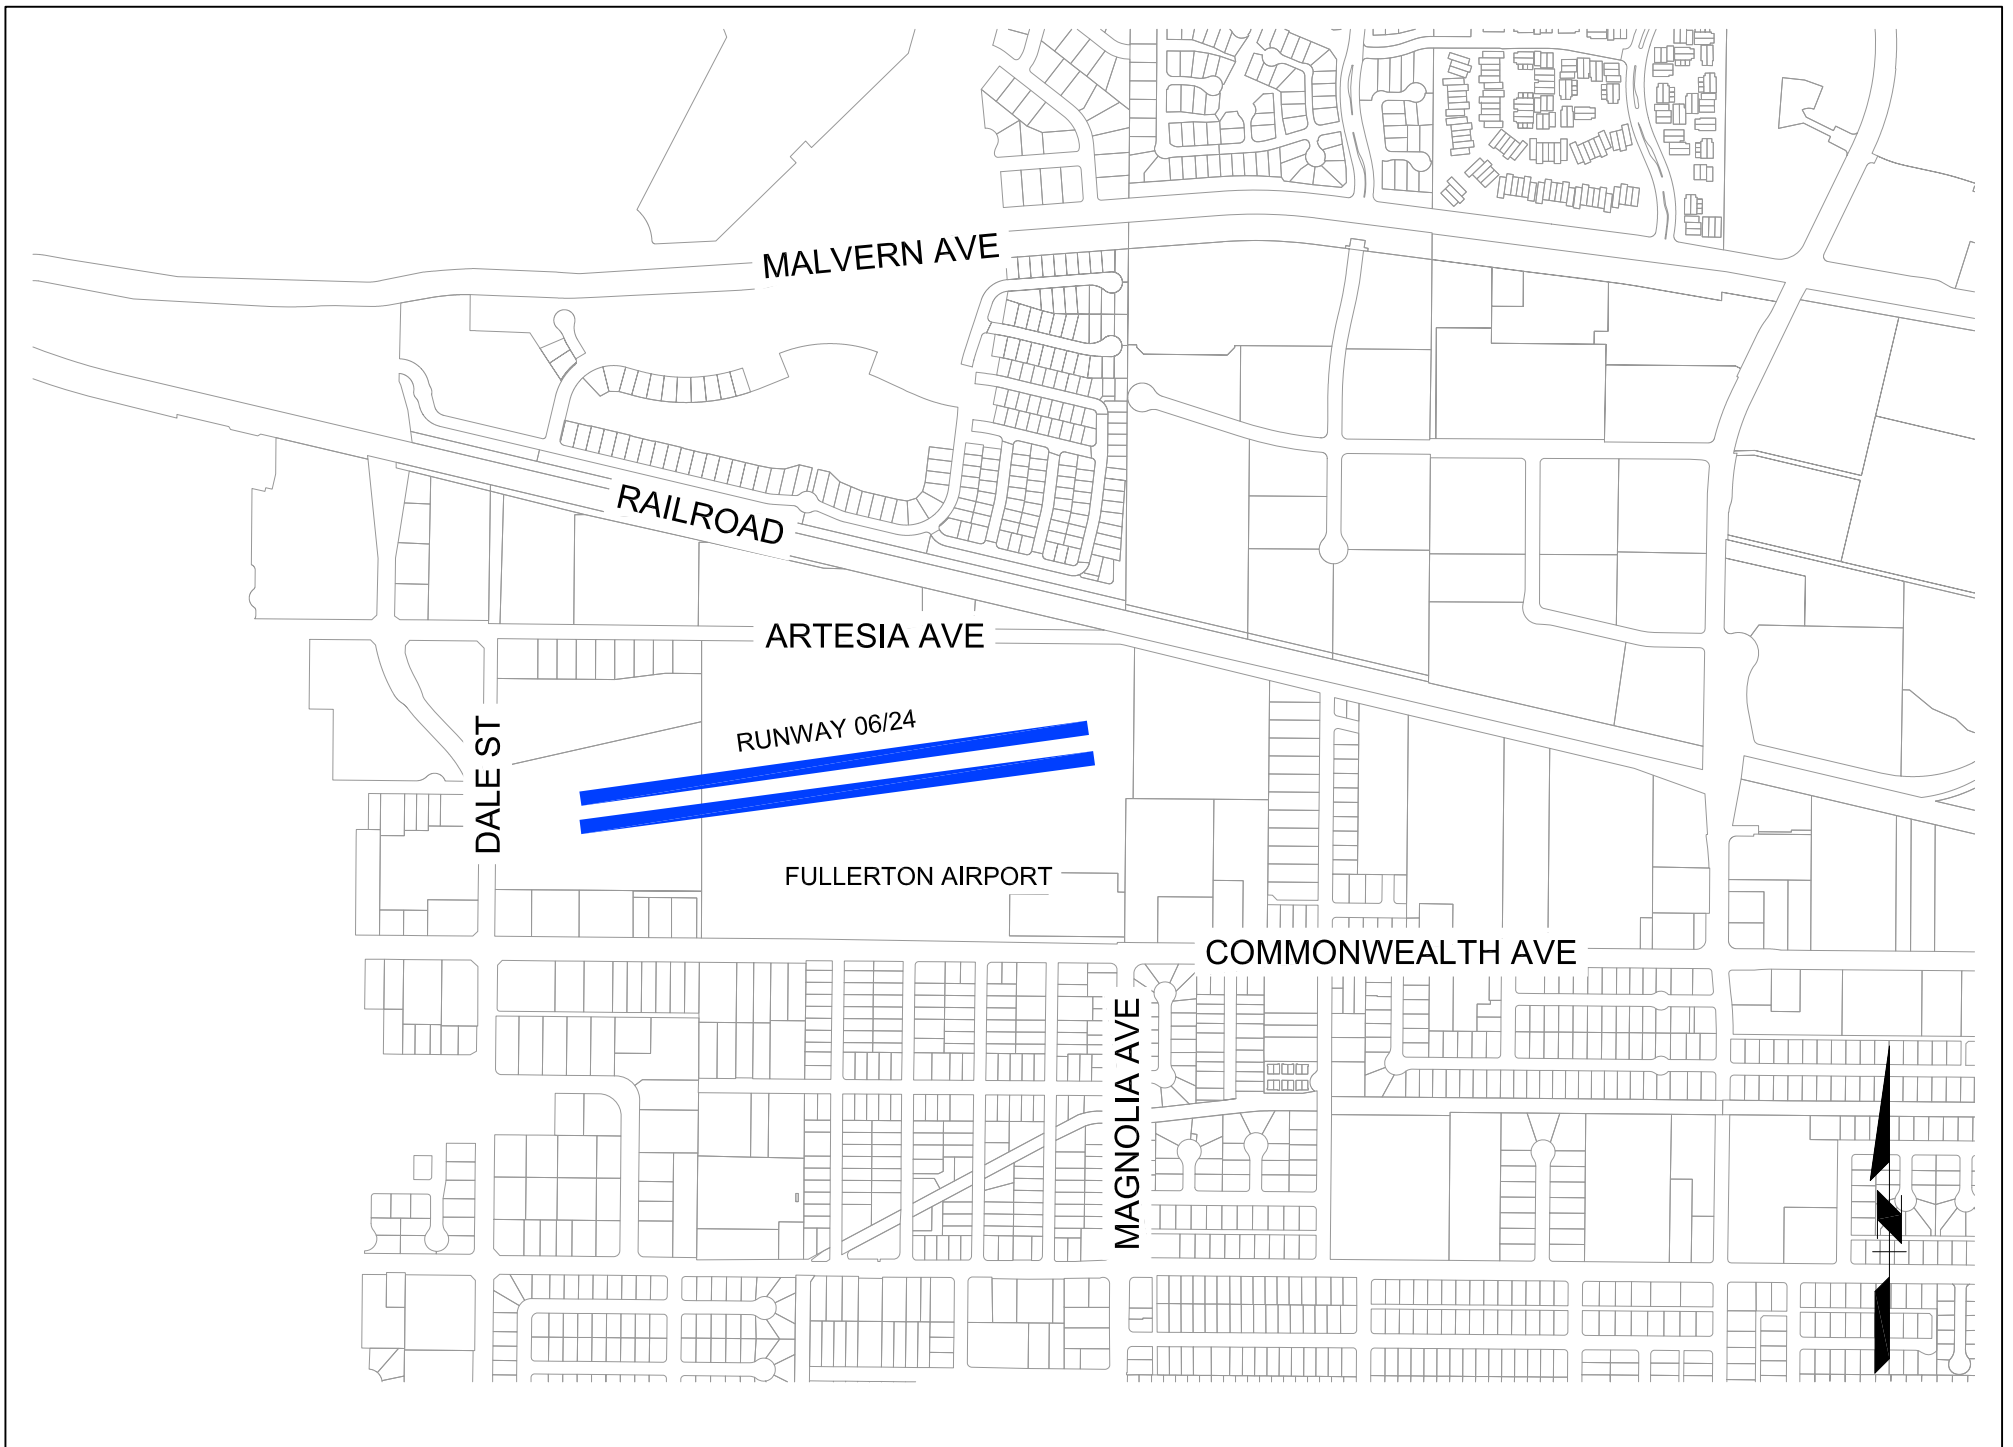 MALVERN AVE
RAILROAD
ARTESIA AVE
RUNWAY 06/24
DALE ST
FULLERTON AIRPORT
COMMONWEALTH AVE
MAGNOLIA AVE